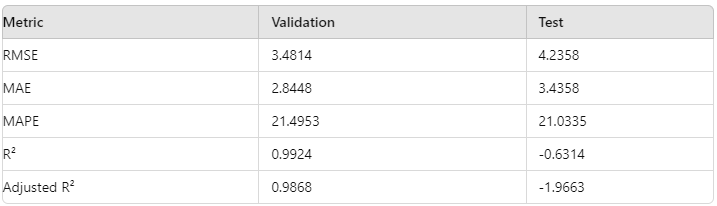 Metric Validation Test
RMSE 3.4814 4.2358
MAE 2.8448 3.4358
MAPE 21.4953 21.0335
R² 0.9924 -0.6314
Adjusted R² 0.9868 -1.9663